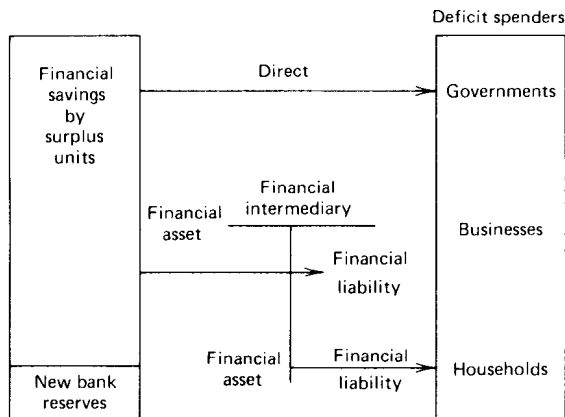 Deficit spenders
Financial
savings
by
surplus
units
Direct
Governments
Financial
intermediary
Financial
asset
Businesses
Financial
liability
Financial
asset
Financial
liability
Households
New bank
reserves